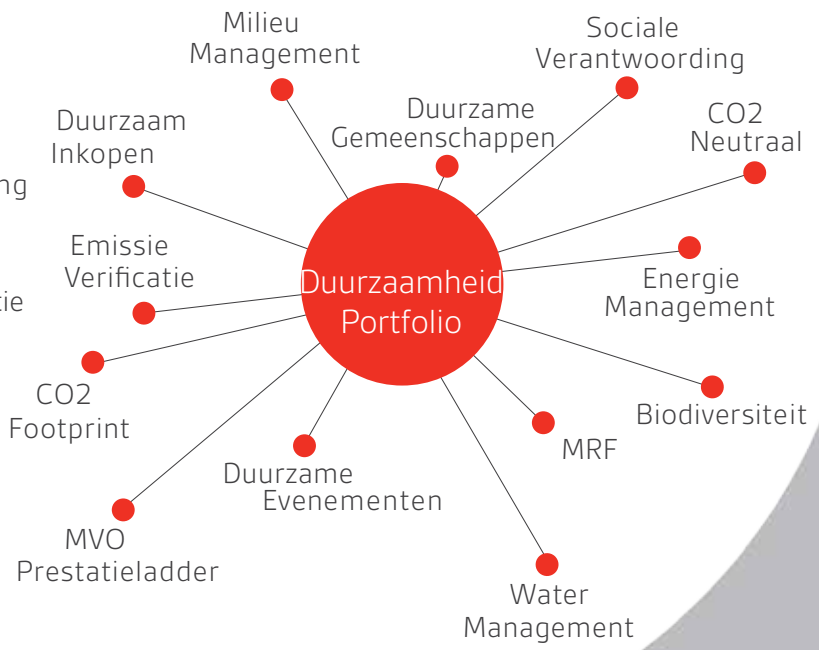 Milieu
Management
Sociale
Verantwoording
Duurzame
Gemeenschappen
CO2
Neutraal
Duurzaam
Inkopen
Emissie
Verificatie
Duurzaamheid
Portfolio
Energie
Management
CO2
Footprint
Biodiversiteit
MRF
Duurzame
Evenementen
MVO
Prestatieladder
Water
Management